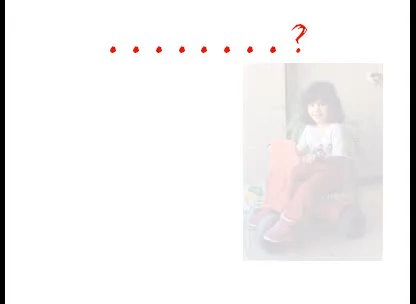 . . . . . . . . ?